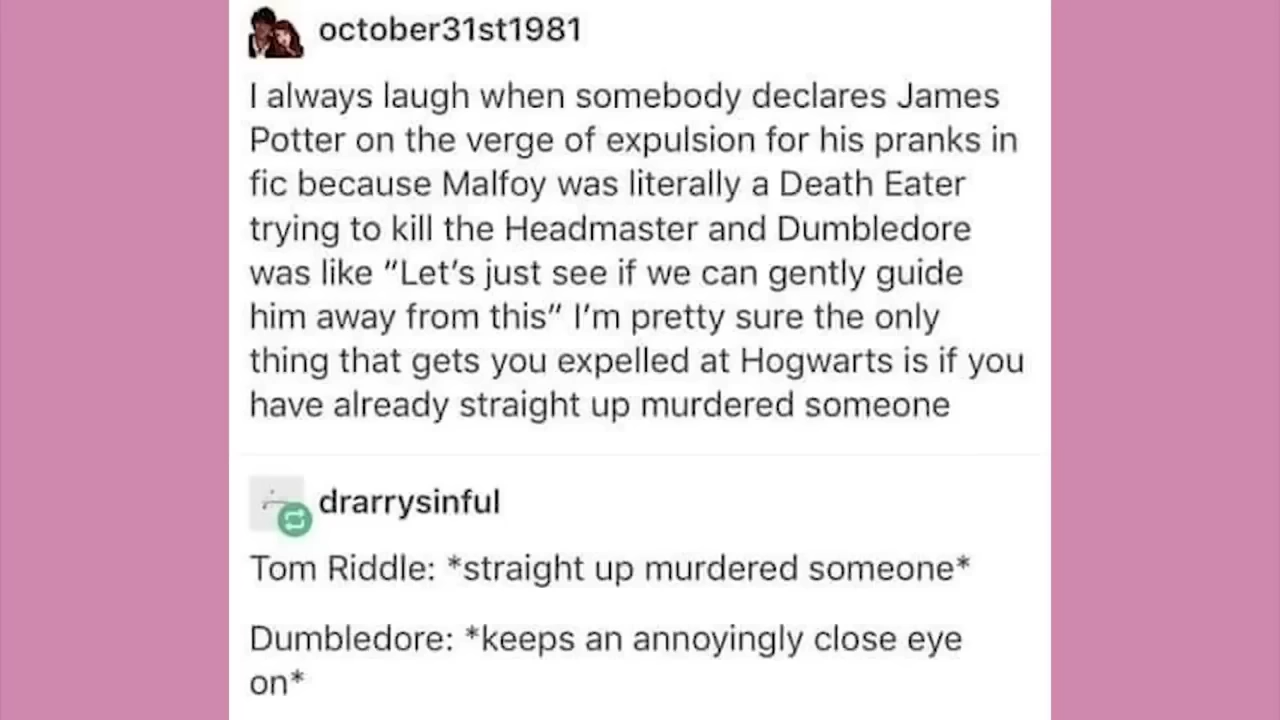 october31st1981
I always laugh when somebody declares James
Potter on the verge of expulsion for his pranks in
fic because Malfoy was literally a Death Eater
trying to kill the Headmaster and Dumbledore
was like “Let’s just see if we can gently guide
him away from this” I’m pretty sure the only
thing that gets you expelled at Hogwarts is if you
have already straight up murdered someone
drarrysinful
Tom Riddle: *straight up murdered someone*
Dumbledore: *keeps an annoyingly close eye
on*